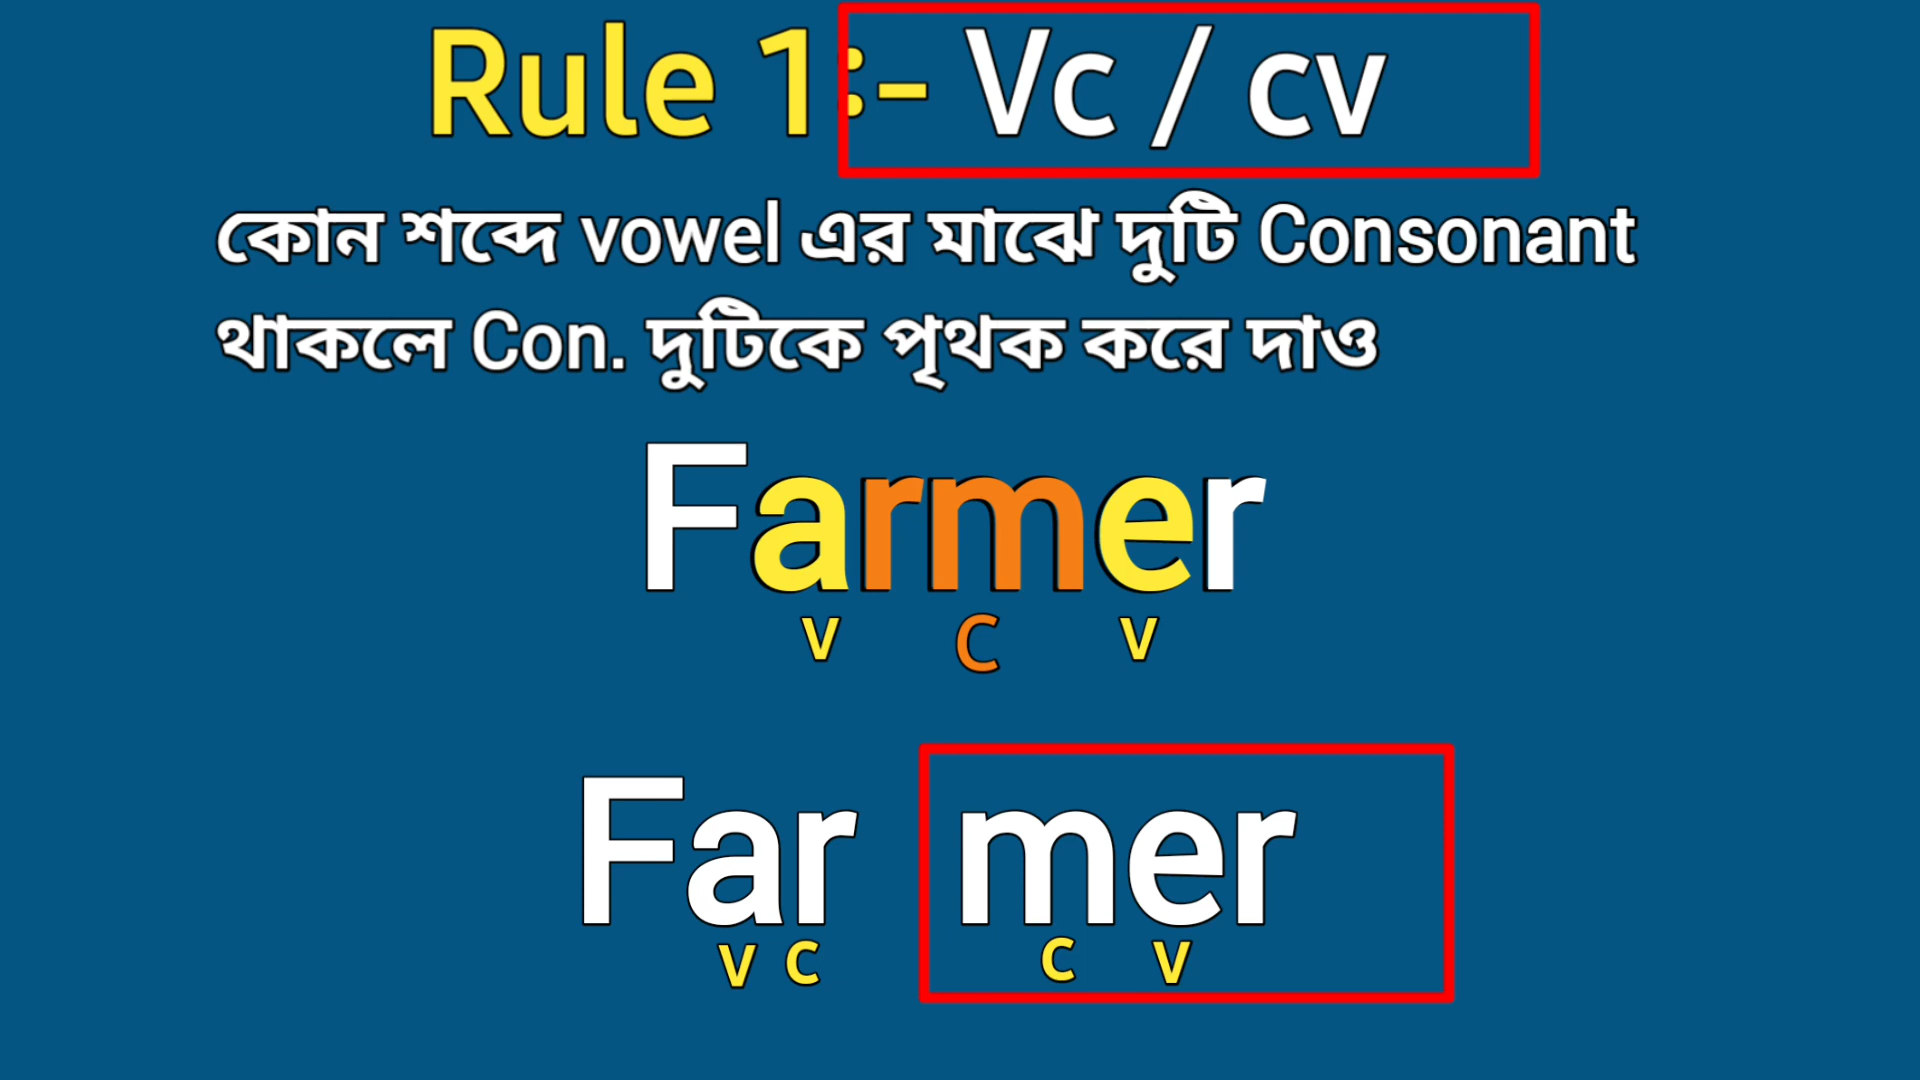 Rule 1:- Vc / cv
কোন শব্দে vowel এর মাঝে দুটি Consonant
থাকলে Con. দুটিকে পৃথক করে দাও
Farmer
v C v
Far mer
v c c v